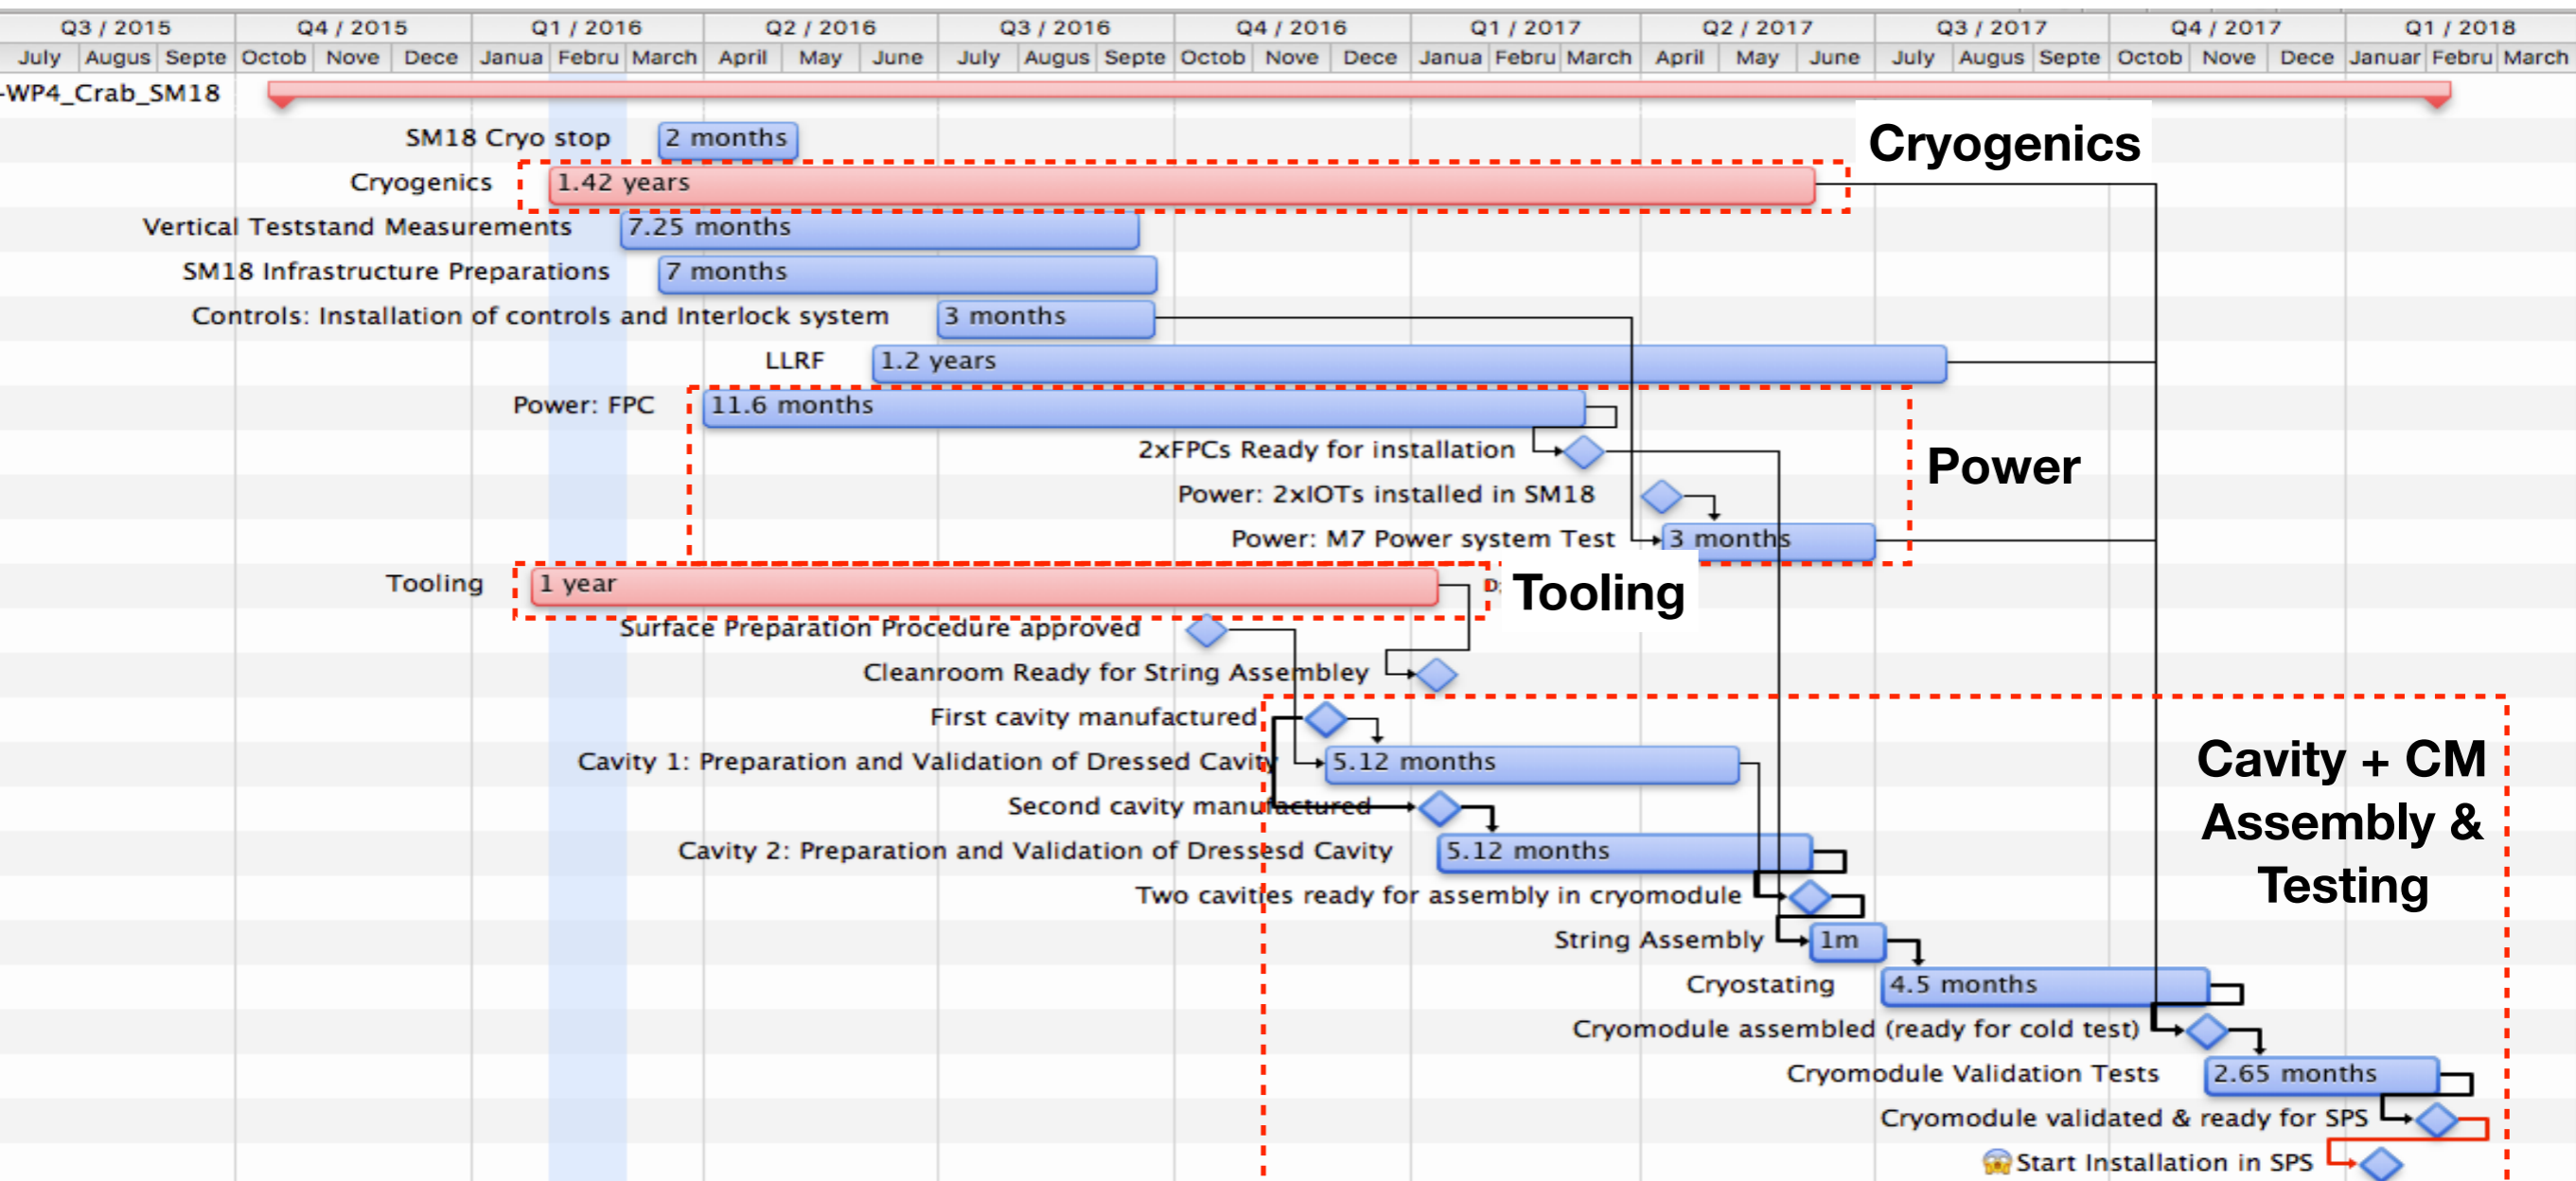 Q3 / 2015 Q4 / 2015 Q1 / 2016 Q2 / 2016 Q3 / 2016 Q4 / 2016 Q1 / 2017 Q2 / 2017 Q3 / 2017 Q4 / 2017 Q1 / 2018
July Augus Septe Octob Nove Dece Janua Febru March April May June July Augus Septe Octob Nove Dece Janua Febru March April May June July Augus Septe Octob Nove Dece Januar Febru March
-WP4_Crab_SM18
SM18 Cryo stop 2 months
Cryogenics
Cryogenics 1.42 years
Vertical Teststand Measurements 7.25 months
SM18 Infrastructure Preparations 7 months
Controls: Installation of controls and Interlock system 3 months
LLRF 1.2 years
Power: FPC 11.6 months
2xFPCs Ready for installation
Power
Power: 2xIOTs installed in SM18
Power: M7 Power system Test 3 months
Tooling 1 year
Tooling
Surface Preparation Procedure approved
Cleanroom Ready for String Assembley
First cavity manufactured
Cavity + CM
Assembly &
Testing
Cavity 1: Preparation and Validation of Dressed Cavity 5.12 months
Second cavity manufactured
Cavity 2: Preparation and Validation of Dressesd Cavity 5.12 months
Two cavities ready for assembly in cryomodule
String Assembly 1m
Cryostating 4.5 months
Cryomodule assembled (ready for cold test)
Cryomodule Validation Tests 2.65 months
Cryomodule validated & ready for SPS
😱Start Installation in SPS